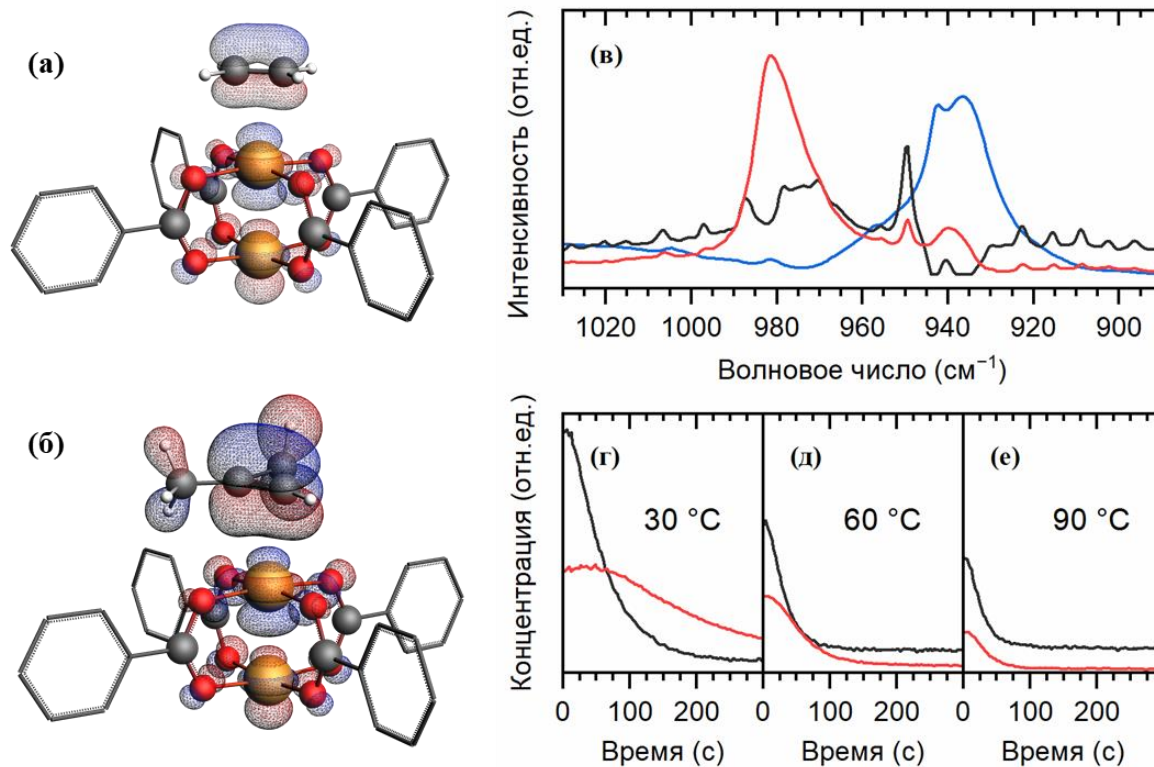 (а)
(б)
(в)
Интенсивность (отн.ед.)
1020 1000 980 960 940 920 900
Волновое число (см⁻¹)
Концентрация (отн.ед.)
(г) (д) (е)
30 °C 60 °C 90 °C
0 100 200 0 100 200 0 100 200
Время (с) Время (с) Время (с)